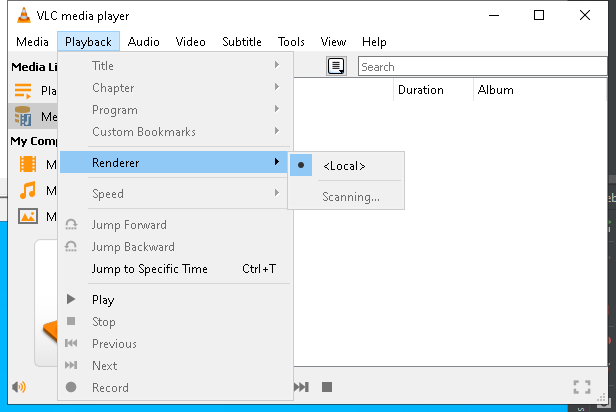 VLC media player
Media Playback Audio Video Subtitle Tools View Help
Media Li
Pla
Me
My Comp
M
M
M
Title
Chapter
Program
Custom Bookmarks
Renderer
Speed
Jump Forward
Jump Backward
Jump to Specific Time Ctrl+T
Play
Stop
Previous
Next
Record
<Local>
Scanning...
Search
Duration Album